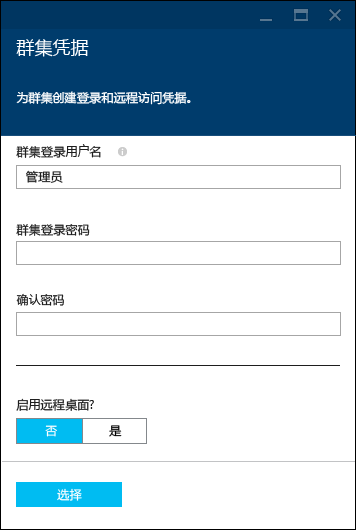 群集凭据
为群集创建登录和远程访问凭据。
群集登录用户名
管理员
群集登录密码
确认密码
启用远程桌面?
否 是
选择